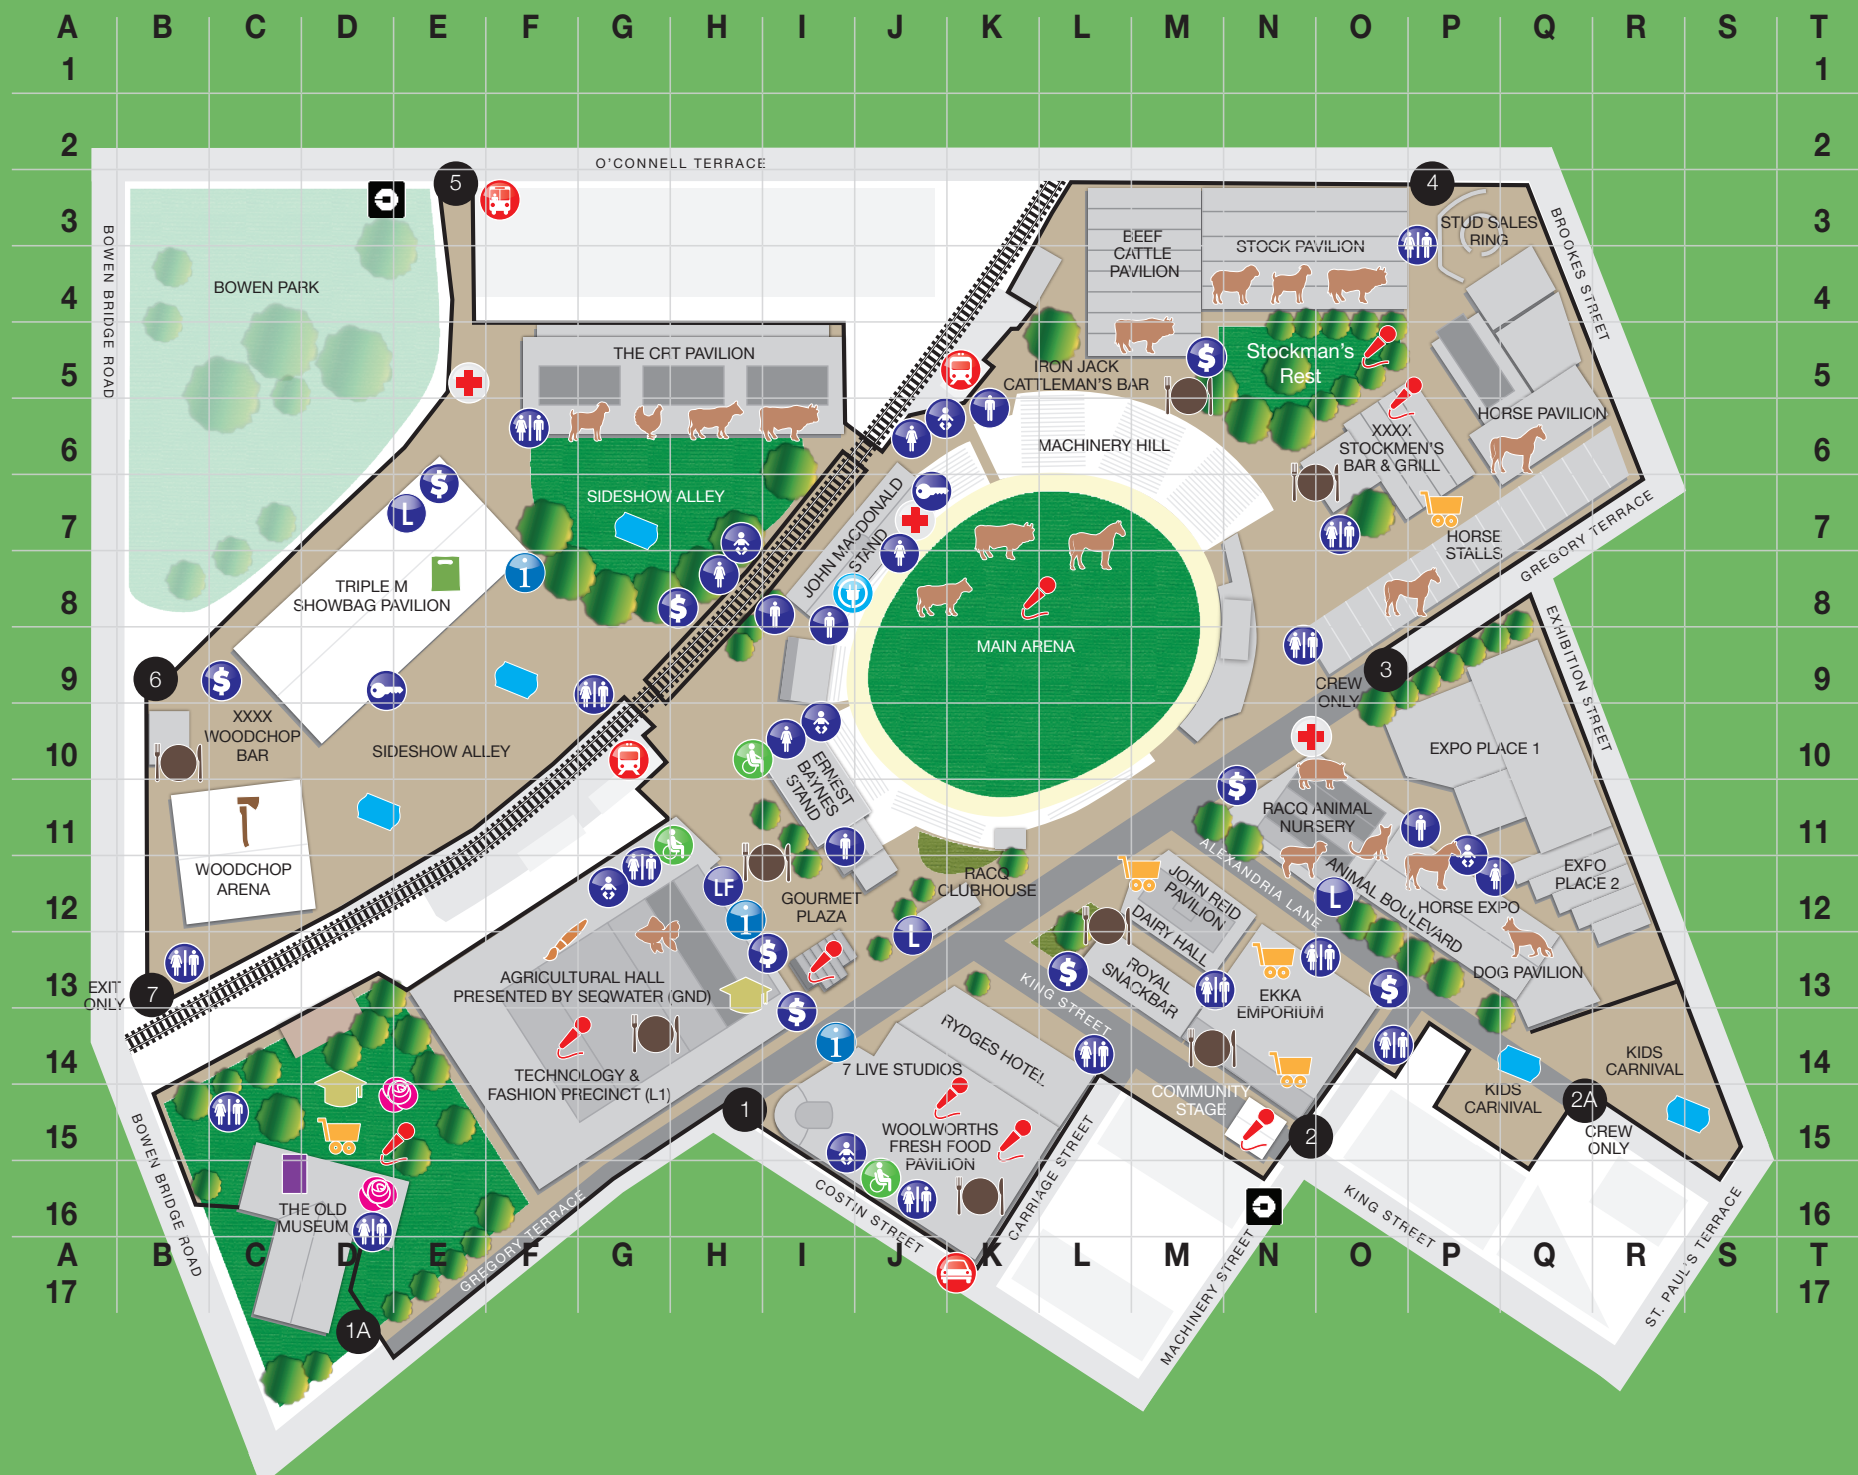 A B C D E F G H I J K L M N O P Q R S T
1 1
2 2
O'CONNELL TERRACE
5
4
3 3
BOWEN BRIDGE ROAD
BROOKES STREET
STUD SALES
RING
BEEF
CATTLE
PAVILION
STOCK PAVILION
BOWEN PARK
4 4
THE CRT PAVILION
Stockman's
Rest
$
IRON JACK
CATTLEMAN'S BAR
5 5
HORSE PAVILION
XXXX
STOCKMEN'S
BAR & GRILL
MACHINERY HILL
6 6
$
L
SIDESHOW ALLEY
JOHN MACDONALD
STAND
GREGORY TERRACE
7 7
HORSE
STALLS
i
TRIPLE M
SHOWBAG PAVILION
$
8 8
MAIN ARENA
EXHIBITION STREET
6
$
9 9
3
CREW
ONLY
XXXX
WOODCHOP
BAR
SIDESHOW ALLEY
10 10
EXPO PLACE 1
ERNEST
BAYNES
STAND
$
RACQ ANIMAL
NURSERY
11 11
ALEXANDRIA LANE
ANIMAL BOULEVARD
WOODCHOP
ARENA
RACQ
CLUBHOUSE
JOHN REID
PAVILION
EXPO
PLACE 2
LF
L
GOURMET
PLAZA
HORSE EXPO
12 12
i
L
DAIRY HALL
$
$
AGRICULTURAL HALL
PRESENTED BY SEQWATER (GND)
ROYAL
SNACKBAR
DOG PAVILION
EXIT
ONLY
7
13 13
$
$
EKKA
EMPORIUM
KING STREET
RYDGES HOTEL
i
14 14
TECHNOLOGY &
FASHION PRECINCT (L1)
7 LIVE STUDIOS
KIDS
CARNIVAL
KIDS
CARNIVAL
COMMUNITY
STAGE
1
2A
2
CREW
ONLY
15 15
WOOLWORTHS
FRESH FOOD
PAVILION
BOWEN BRIDGE ROAD
CARRIAGE STREET
COSTIN STREET
THE OLD
MUSEUM
16 16
KING STREET
ST. PAUL'S TERRACE
GREGORY TERRACE
MACHINERY STREET
A B C D E F G H I J K L M N O P Q R S T
17 17
1A